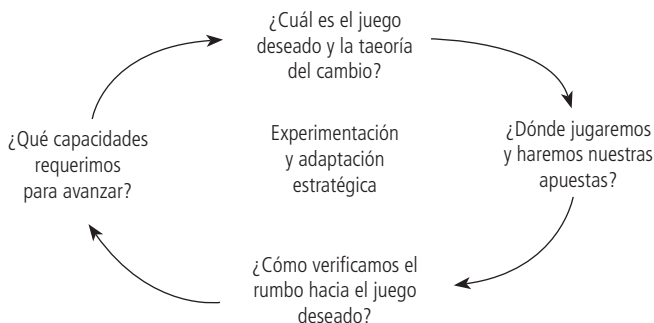 ¿Cuál es el juego
deseado y la taeoría
del cambio?
¿Dónde jugaremos
y haremos nuestras
apuestas?
¿Cómo verificamos el
rumbo hacia el juego
deseado?
¿Qué capacidades
requerimos
para avanzar?
Experimentación
y adaptación
estratégica